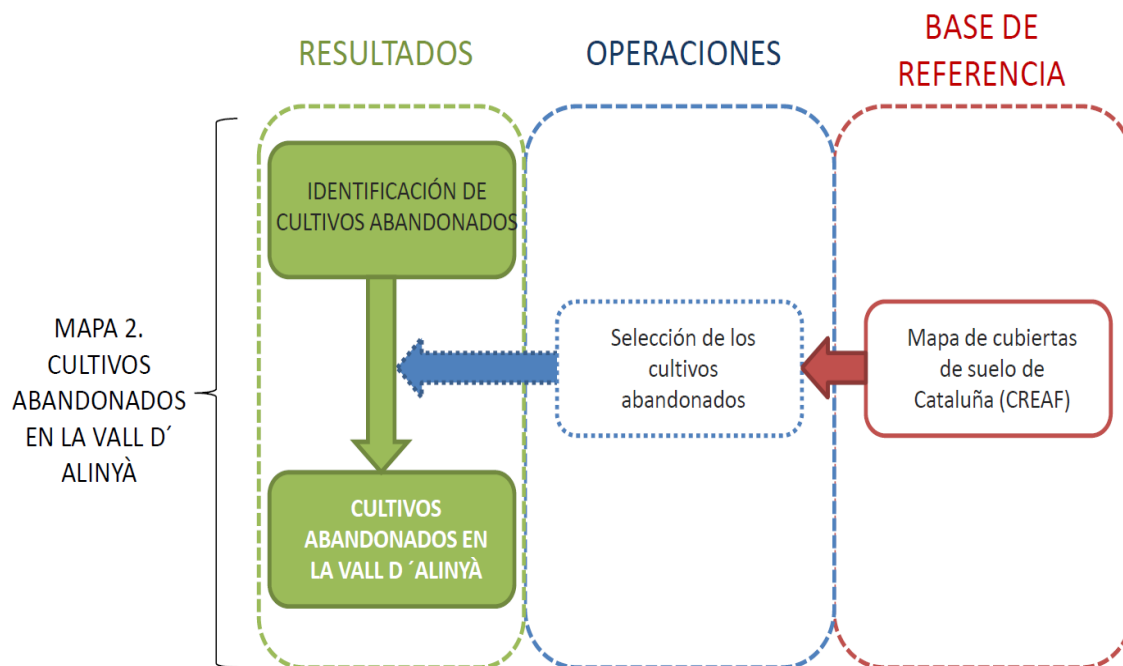 RESULTADOS
OPERACIONES
BASE DE
REFERENCIA
MAPA 2.
CULTIVOS
ABANDONADOS
EN LA VALL D´
ALINYÀ
IDENTIFICACIÓN DE
CULTIVOS ABANDONADOS
Selección de los
cultivos
abandonados
Mapa de cubiertas
de suelo de
Cataluña (CREAF)
CULTIVOS
ABANDONADOS EN
LA VALL D ´ALINYÀ